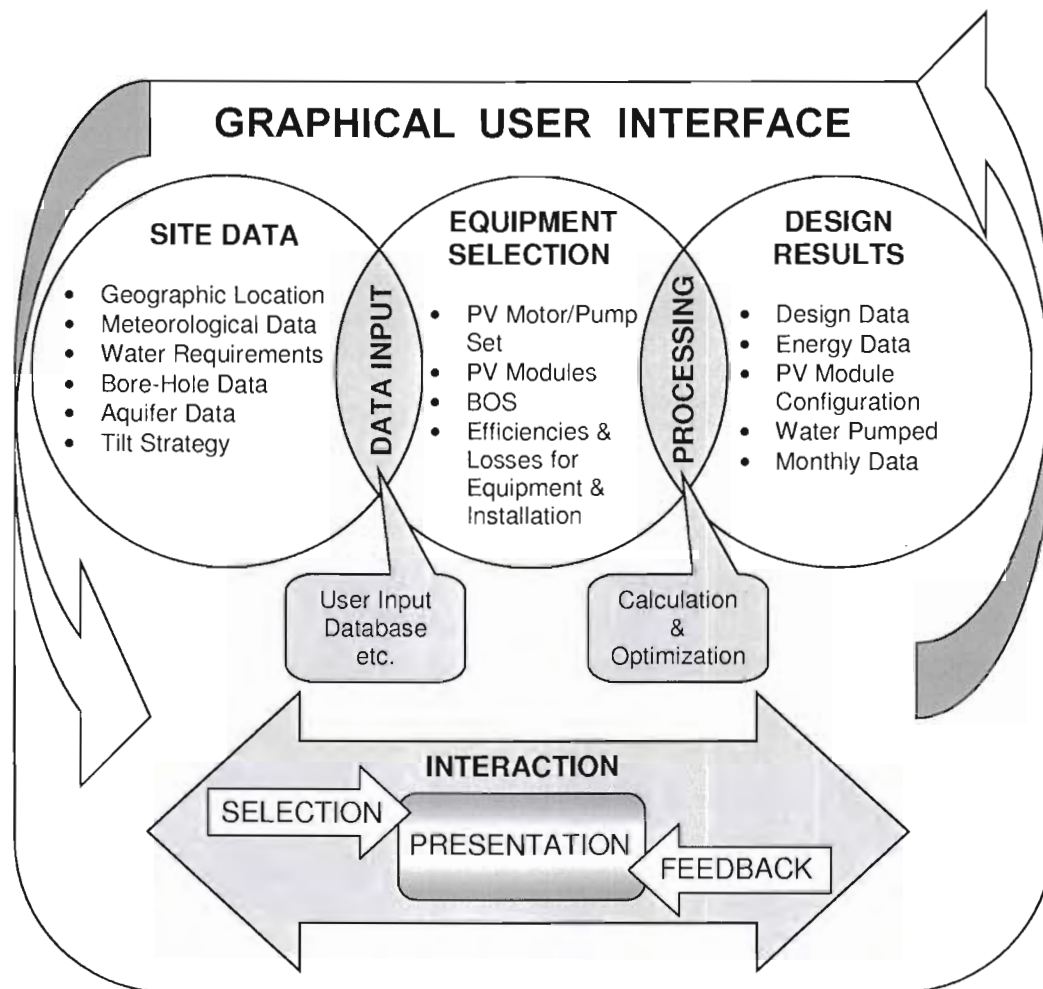 GRAPHICAL USER INTERFACE
SITE DATA
• Geographic Location
• Meteorological Data
• Water Requirements
• Bore-Hole Data
• Aquifer Data
• Tilt Strategy
DATA INPUT
EQUIPMENT
SELECTION
• PV Motor/Pump
Set
• PV Modules
• BOS
• Efficiencies &
Losses for
Equipment &
Installation
PROCESSING
DESIGN
RESULTS
• Design Data
• Energy Data
• PV Module
Configuration
• Water Pumped
• Monthly Data
User Input
Database
etc.
Calculation
&
Optimization
INTERACTION
SELECTION
PRESENTATION
FEEDBACK